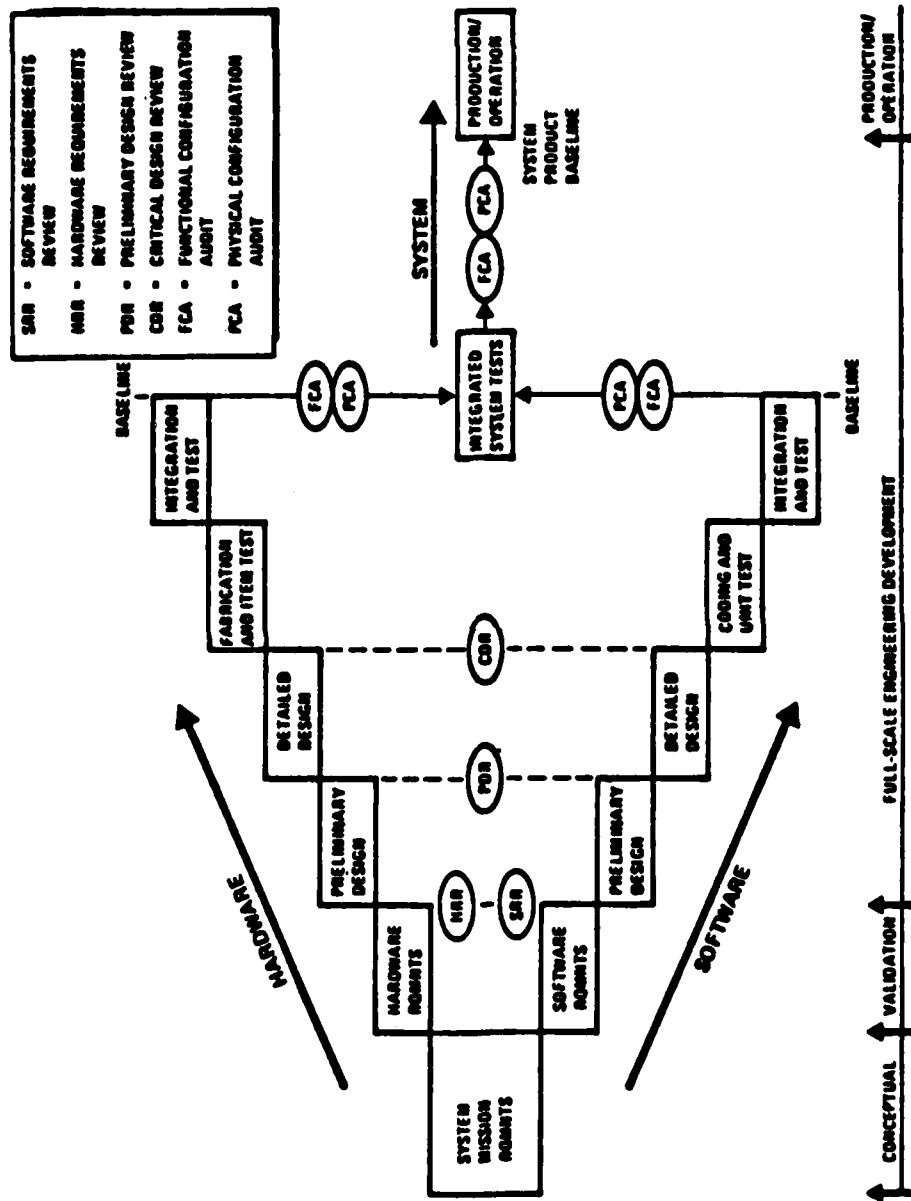 SRR - SOFTWARE REQUIREMENTS
REVIEW
HRR - HARDWARE REQUIREMENTS
REVIEW
PDR - PRELIMINARY DESIGN REVIEW
CDR - CRITICAL DESIGN REVIEW
FCA - FUNCTIONAL CONFIGURATION
AUDIT
PCA - PHYSICAL CONFIGURATION
AUDIT
HARDWARE
SYSTEM
MISSION
RQMNTS
HARDWARE
RQMNTS
PRELIMINARY
DESIGN
DETAILED
DESIGN
FABRICATION
AND ITEM TEST
INTEGRATION
AND TEST
BASELINE
FCA
PCA
HRR
SRR
PDR
CDR
INTEGRATED
SYSTEM TESTS
SYSTEM
FCA
PCA
PRODUCTION/
OPERATION
SYSTEM
PRODUCT
BASELINE
SOFTWARE
RQMNTS
PRELIMINARY
DESIGN
DETAILED
DESIGN
CODING AND
UNIT TEST
INTEGRATION
AND TEST
PCA
FCA
BASELINE
SOFTWARE
CONCEPTUAL
VALIDATION
FULL-SCALE ENGINEERING DEVELOPMENT
PRODUCTION/
OPERATION